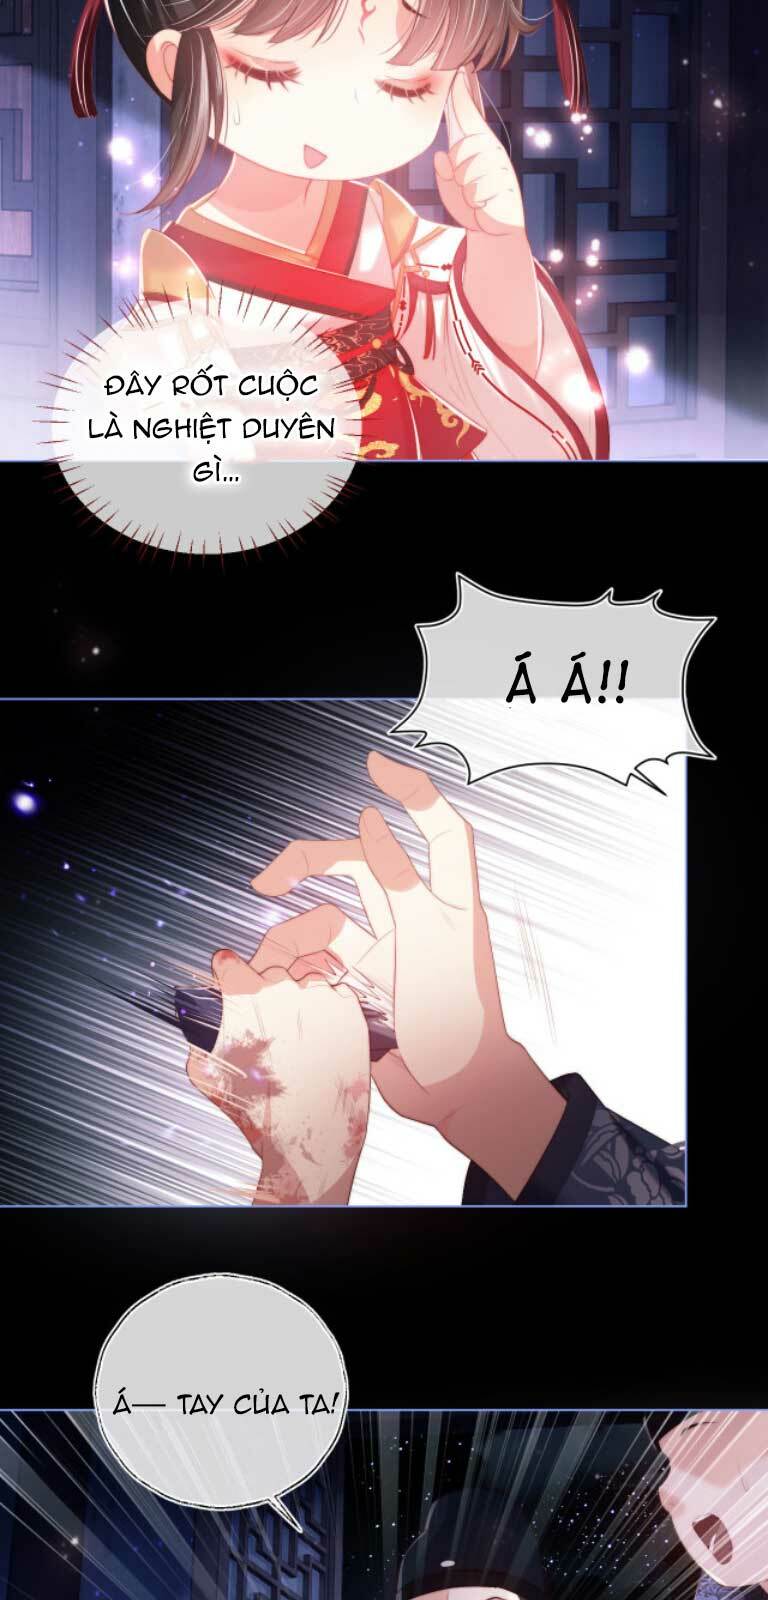 ĐÂY RỐT CUỘC
LÀ NGHIỆT DUYÊN
GÌ...
Á Á!!
Á— TAY CỦA TA!